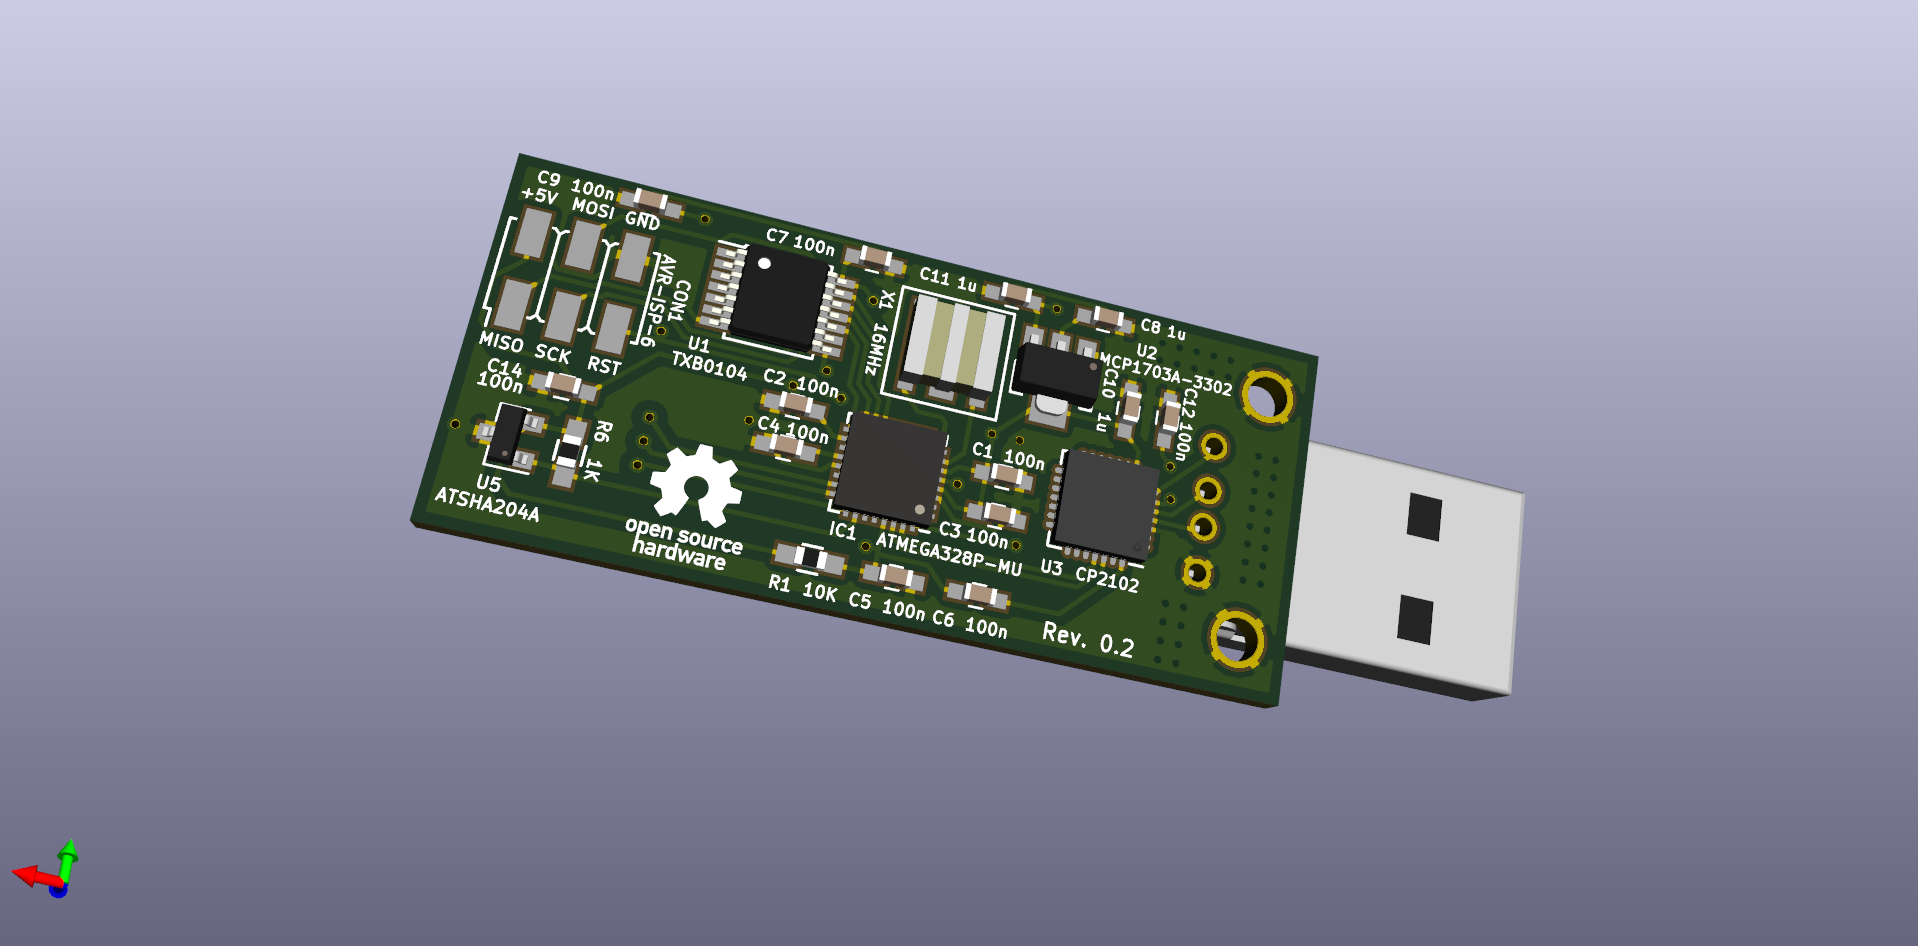 C9 100n
+5V MOSI GND
CON1
AVR-ISP-6
MISO SCK RST
C7 100n
U1
TXB0104
C11 1u
X1 16MHz
C8 1u
U2
MCP1703A-3302
C10 1u
C12 100n
C14
100n
R6 1K
U5
ATSHA204A
C2 100n
C4 100n
open source
hardware
IC1 ATMEGA328P-MU
C1 100n
C3 100n
U3 CP2102
R1 10K
C5 100n
C6 100n
Rev. 0.2